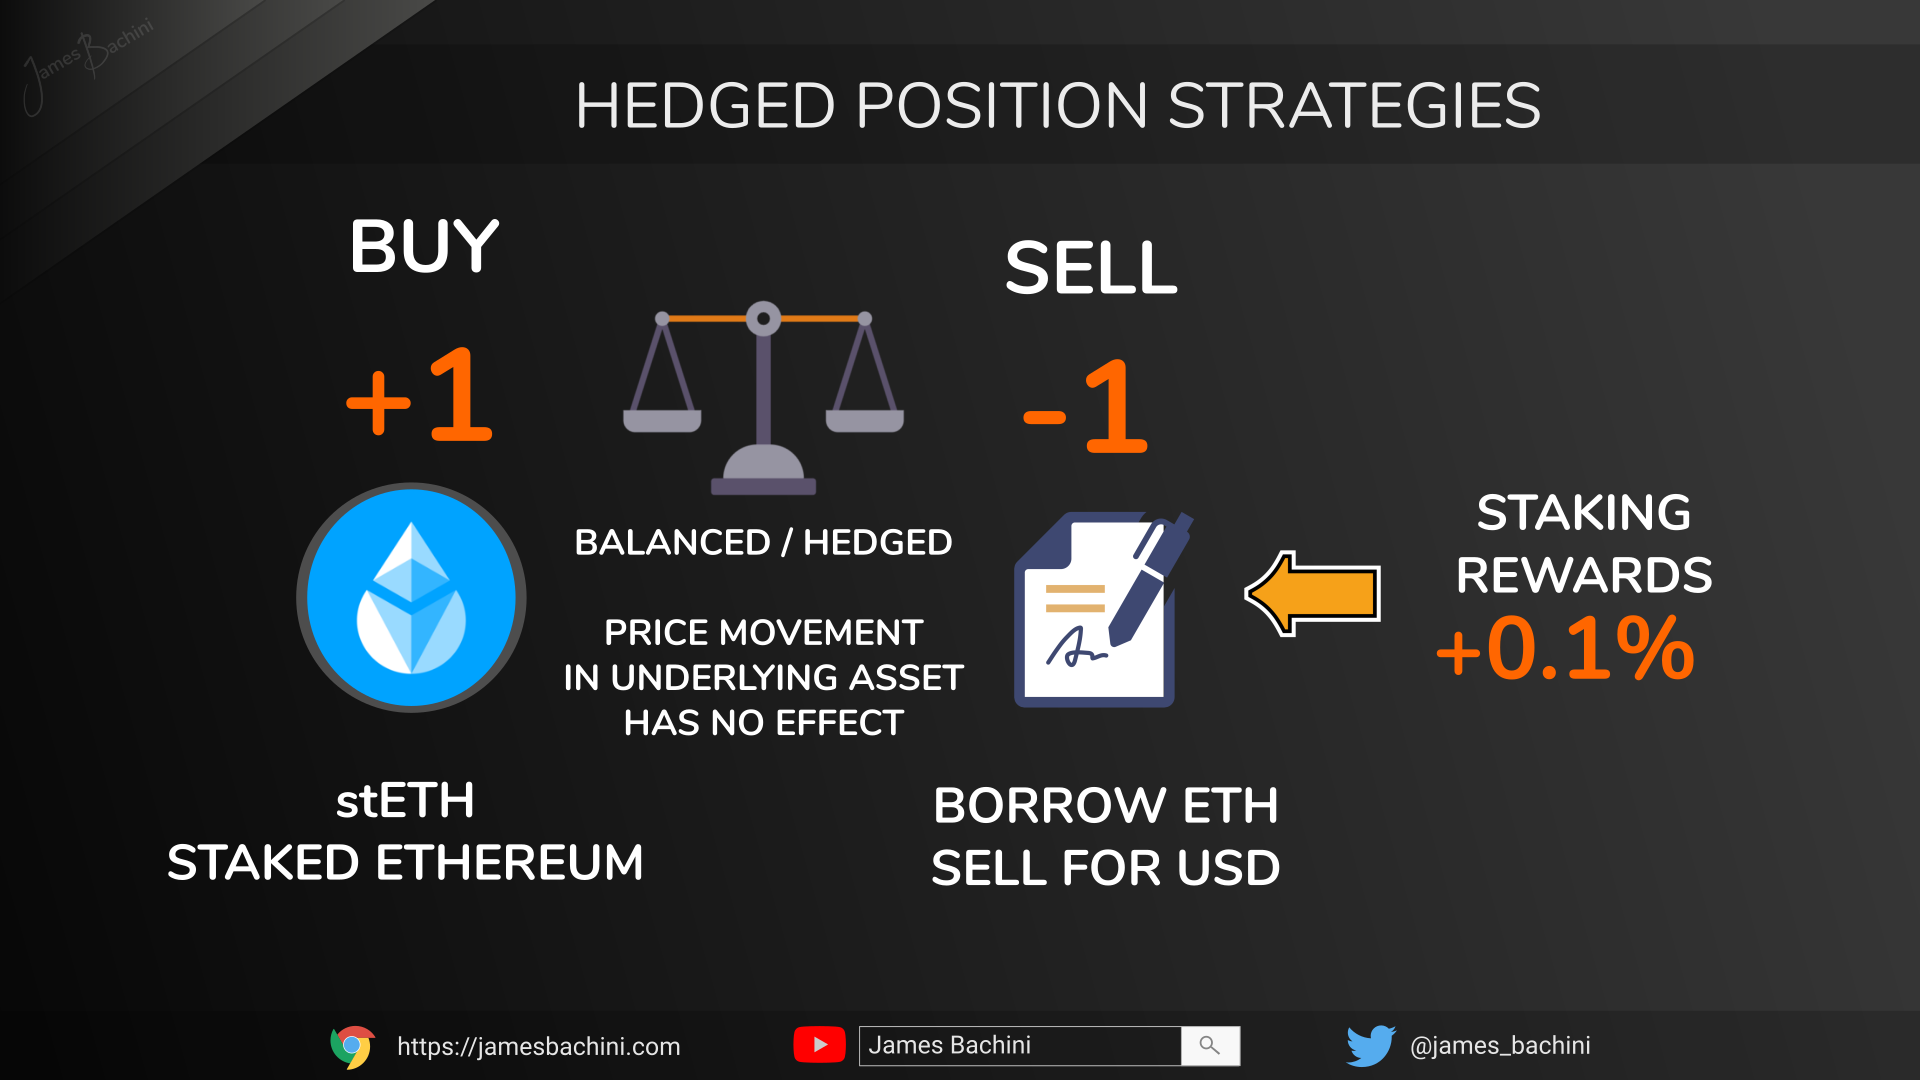 James Bachini
HEDGED POSITION STRATEGIES
BUY
+1
SELL
-1
BALANCED / HEDGED
PRICE MOVEMENT
IN UNDERLYING ASSET
HAS NO EFFECT
STAKING
REWARDS
+0.1%
stETH
STAKED ETHEREUM
BORROW ETH
SELL FOR USD
https://jamesbachini.com
James Bachini
@james_bachini